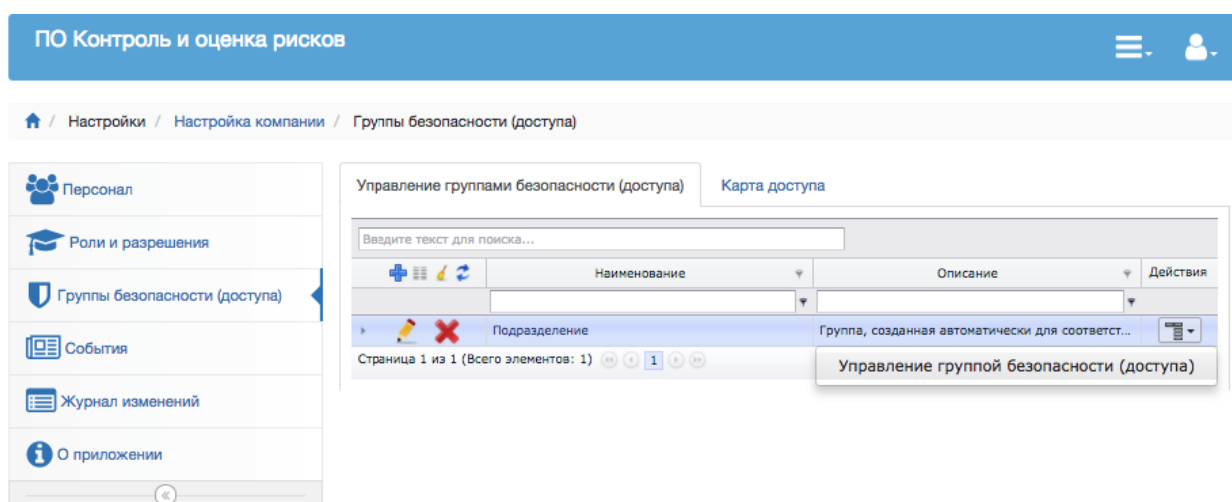 ПО Контроль и оценка рисков
/ Настройки / Настройка компании / Группы безопасности (доступа)
Персонал
Роли и разрешения
Группы безопасности (доступа)
События
Журнал изменений
О приложении
Управление группами безопасности (доступа) Карта доступа
Введите текст для поиска...
Наименование Описание Действия
Подразделение Группа, созданная автоматически для соответст...
Страница 1 из 1 (Всего элементов: 1) 1
Управление группой безопасности (доступа)